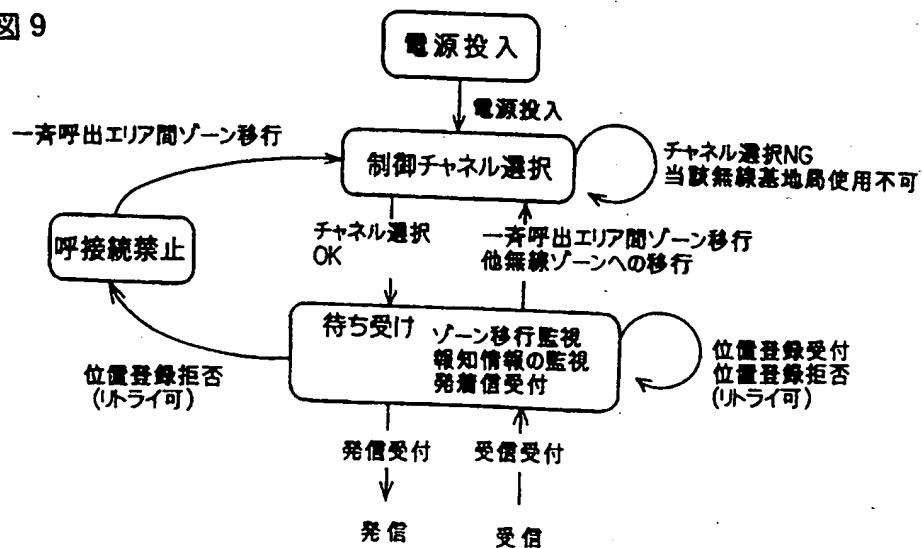 図9
電源投入
電源投入
一斉呼出エリア間ゾーン移行
制御チャネル選択
チャネル選択NG
当該無線基地局使用不可
呼接続禁止
チャネル選択
OK
一斉呼出エリア間ゾーン移行
他無線ゾーンへの移行
待ち受け
ゾーン移行監視
報知情報の監視
発着信受付
位置登録受付
位置登録拒否
(リトライ可)
位置登録拒否
(リトライ可)
発信受付
受信受付
発信
受信